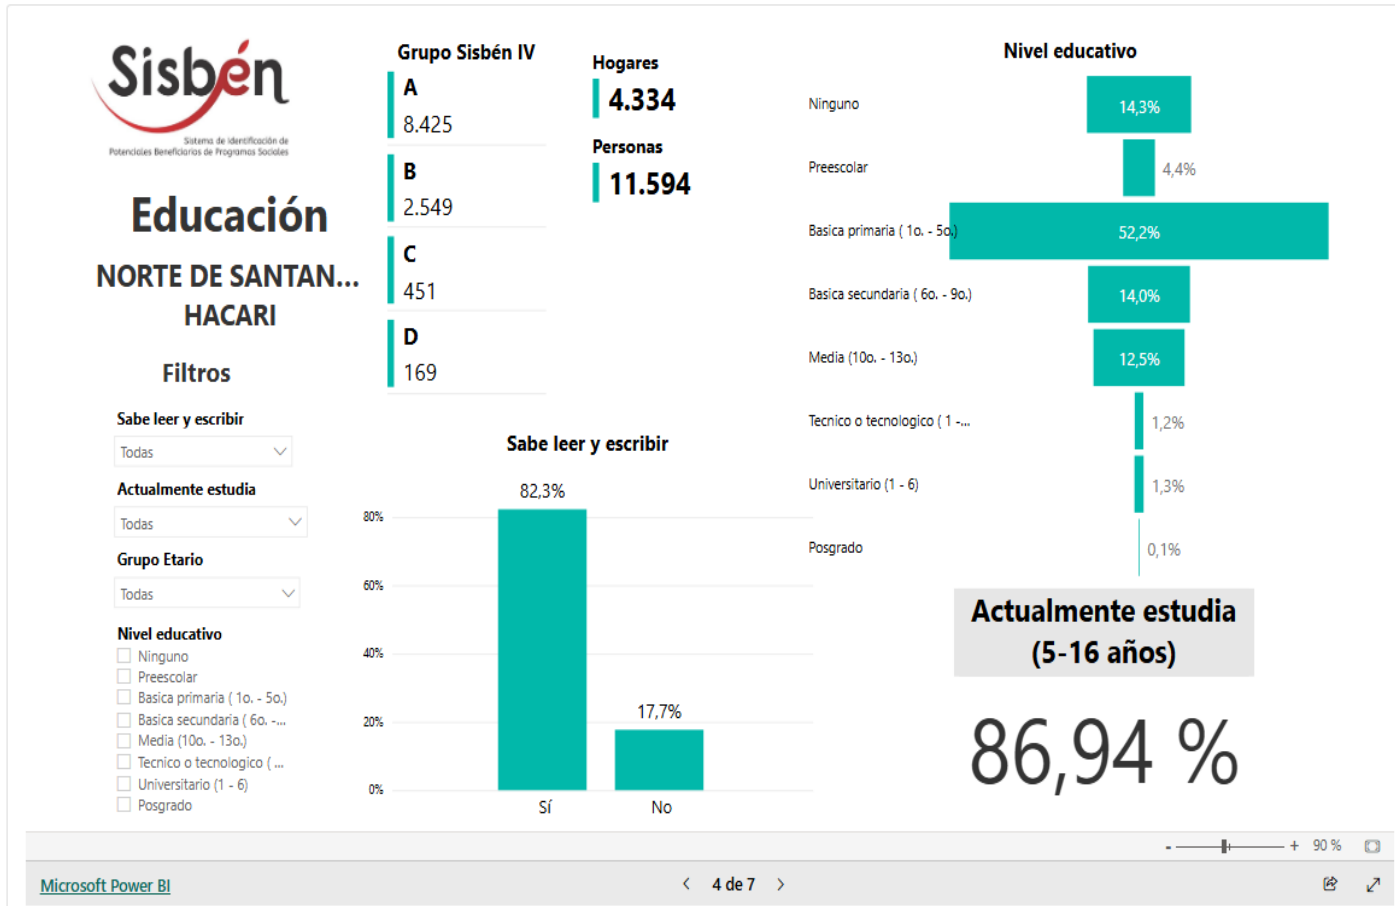 Sisbén
Sistema de Identificación de
Potenciales Beneficiarios de Programas Sociales
Educación
NORTE DE SANTAN...
HACARI
Filtros
Sabe leer y escribir
Todas
Actualmente estudia
Todas
Grupo Etario
Todas
Nivel educativo
Ninguno
Preescolar
Basica primaria ( 1o. - 5o.)
Basica secundaria ( 6o. -...
Media (10o. - 13o.)
Tecnico o tecnologico ( ...
Universitario (1 - 6)
Posgrado
Grupo Sisbén IV
A
8.425
B
2.549
C
451
D
169
Hogares
4.334
Personas
11.594
Sabe leer y escribir
82,3%
17,7%
80%
60%
40%
20%
0%
Sí No
Nivel educativo
Ninguno 14,3%
Preescolar 4,4%
Basica primaria ( 1o. - 5o.) 52,2%
Basica secundaria ( 6o. - 9o.) 14,0%
Media (10o. - 13o.) 12,5%
Tecnico o tecnologico ( 1 -... 1,2%
Universitario (1 - 6) 1,3%
Posgrado 0,1%
Actualmente estudia
(5-16 años)
86,94 %
- + 90 %
Microsoft Power BI
< 4 de 7 >